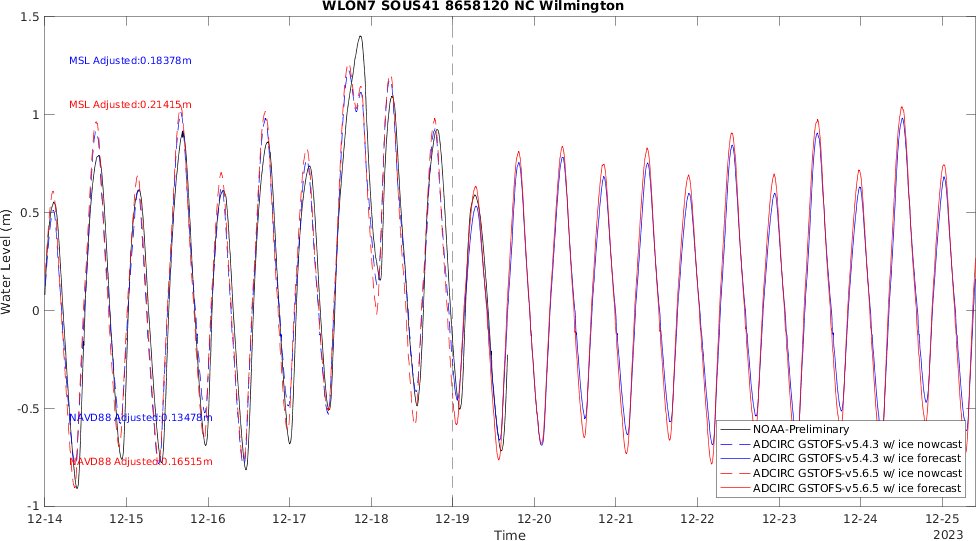 WLON7 SOUS41 8658120 NC Wilmington
1.5
1
0.5
0
-0.5
-1
Water Level (m)
MSL Adjusted:0.18378m
MSL Adjusted:0.21415m
NAVD88 Adjusted:0.13478m
NAVD88 Adjusted:0.16515m
NOAA-Preliminary
ADCIRC GSTOFS-v5.4.3 w/ ice nowcast
ADCIRC GSTOFS-v5.4.3 w/ ice forecast
ADCIRC GSTOFS-v5.6.5 w/ ice nowcast
ADCIRC GSTOFS-v5.6.5 w/ ice forecast
12-14 12-15 12-16 12-17 12-18 12-19 12-20 12-21 12-22 12-23 12-24 12-25
Time
2023